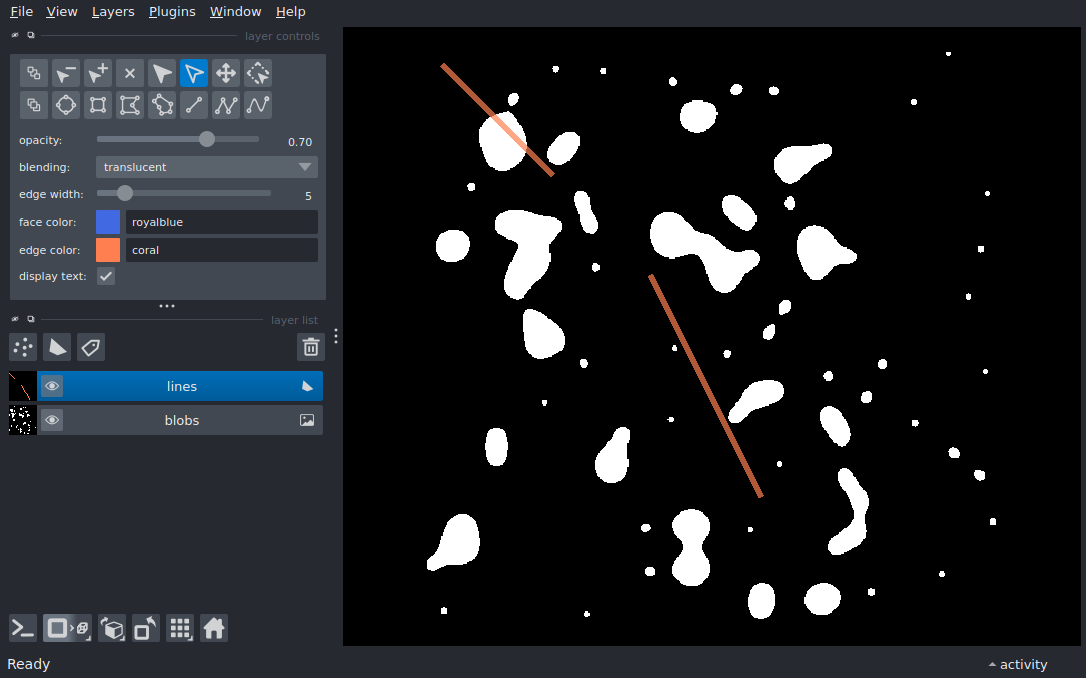 File View Layers Plugins Window Help
layer controls
opacity: 0.70
blending: translucent
edge width: 5
face color: royalblue
edge color: coral
display text:
layer list
lines
blobs
Ready
activity